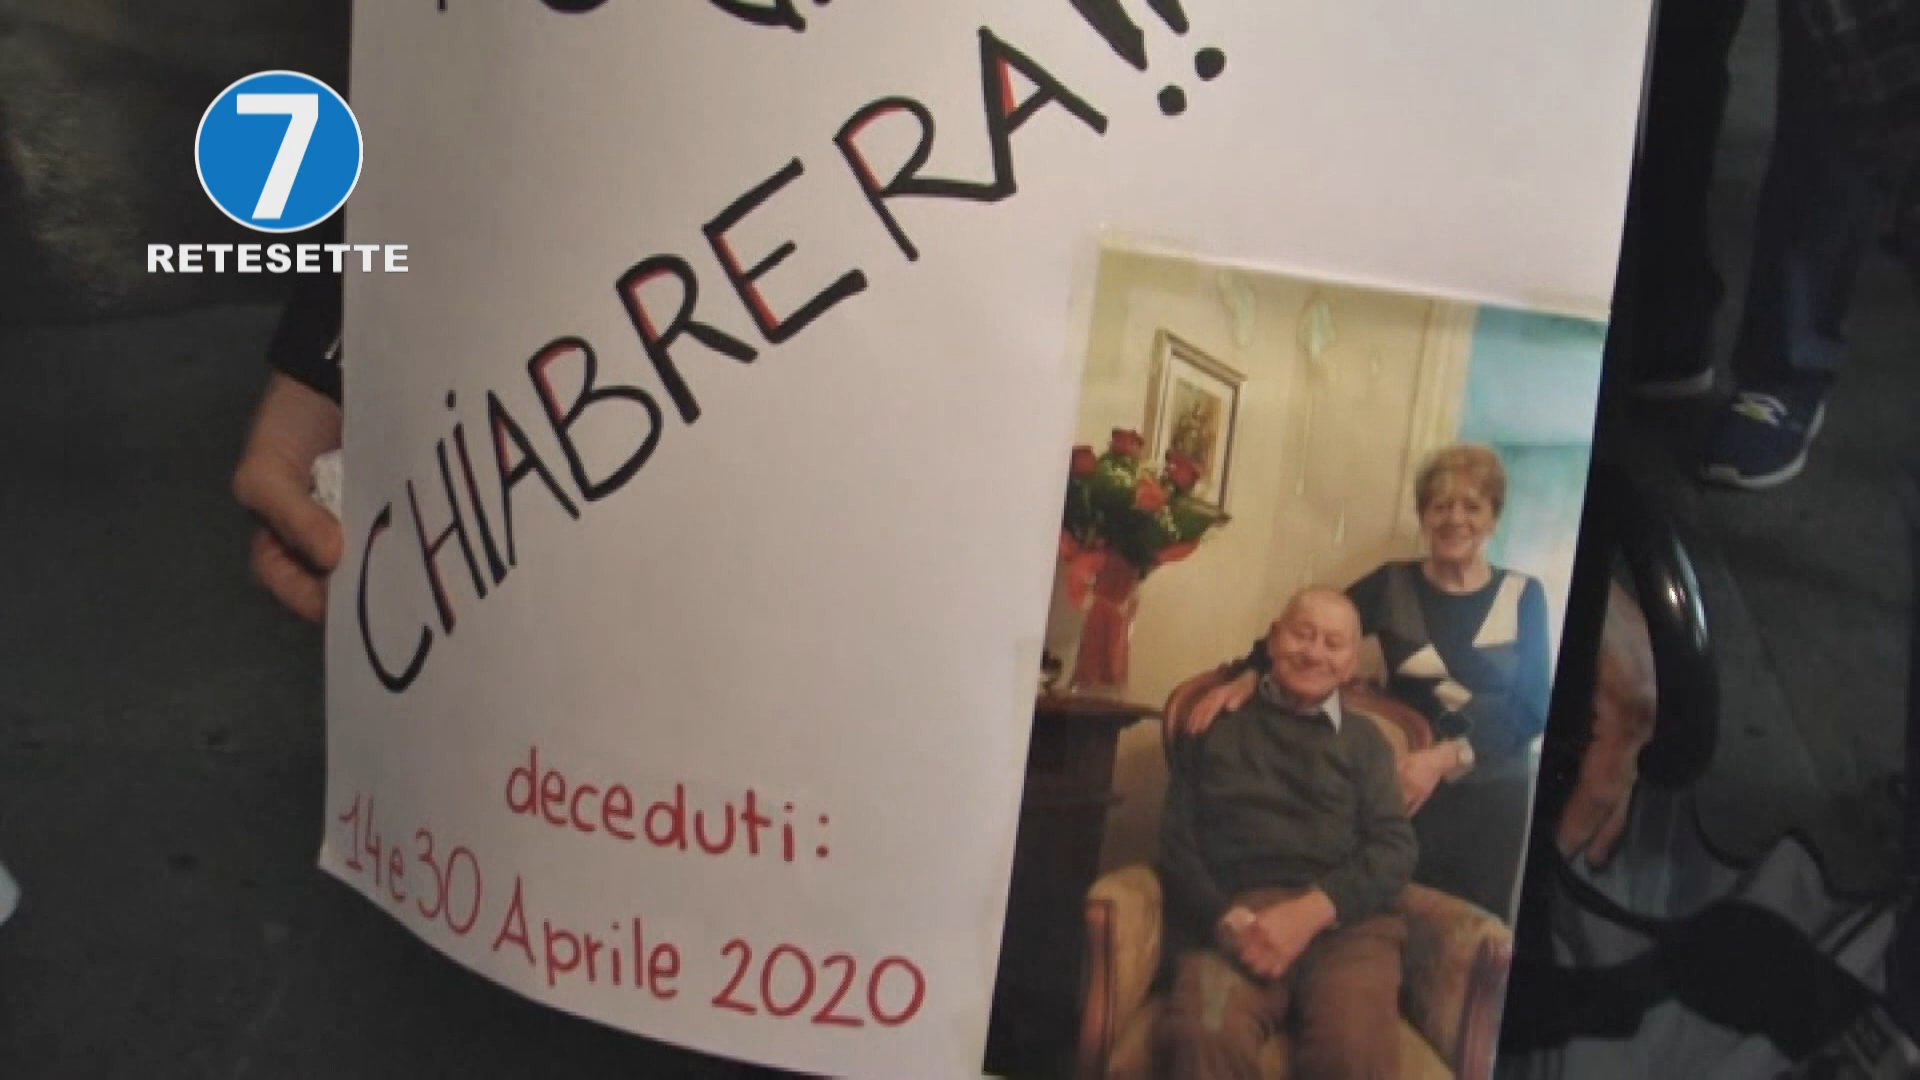 7
RETESETTE
CHIABRERA!!
deceduti:
14 e 30 Aprile 2020